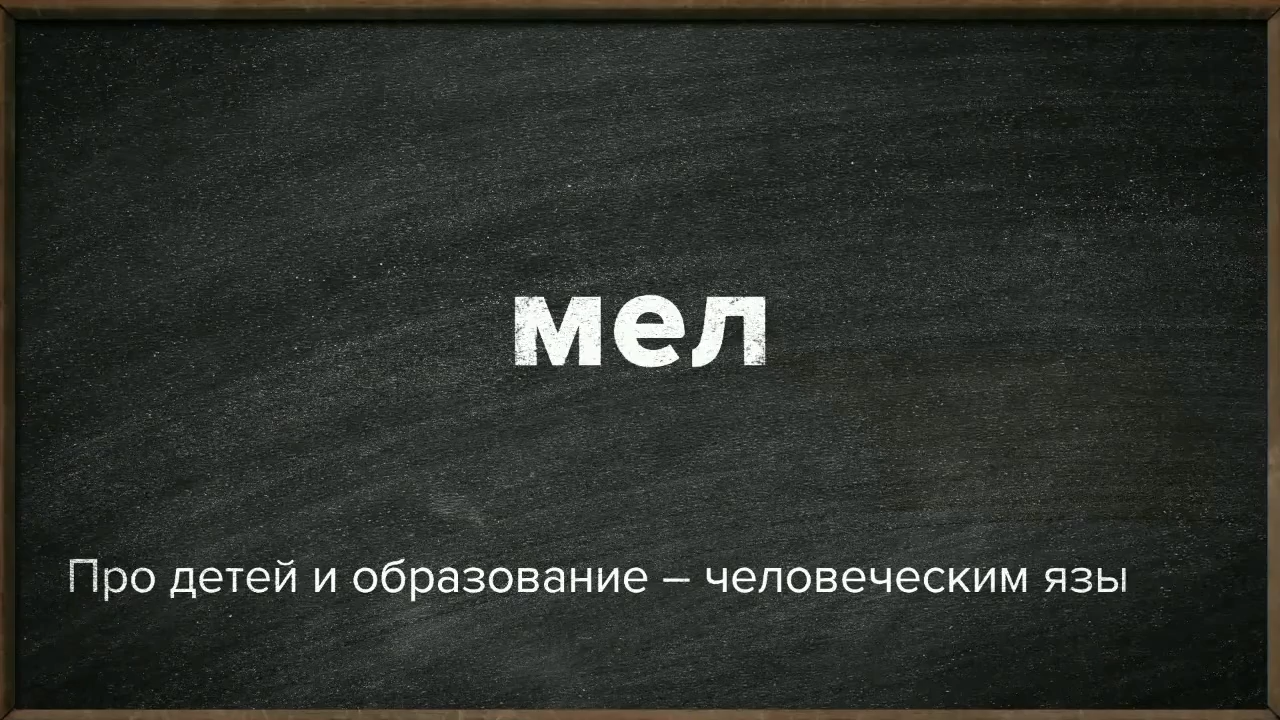 мел
Про детей и образование – человеческим язы